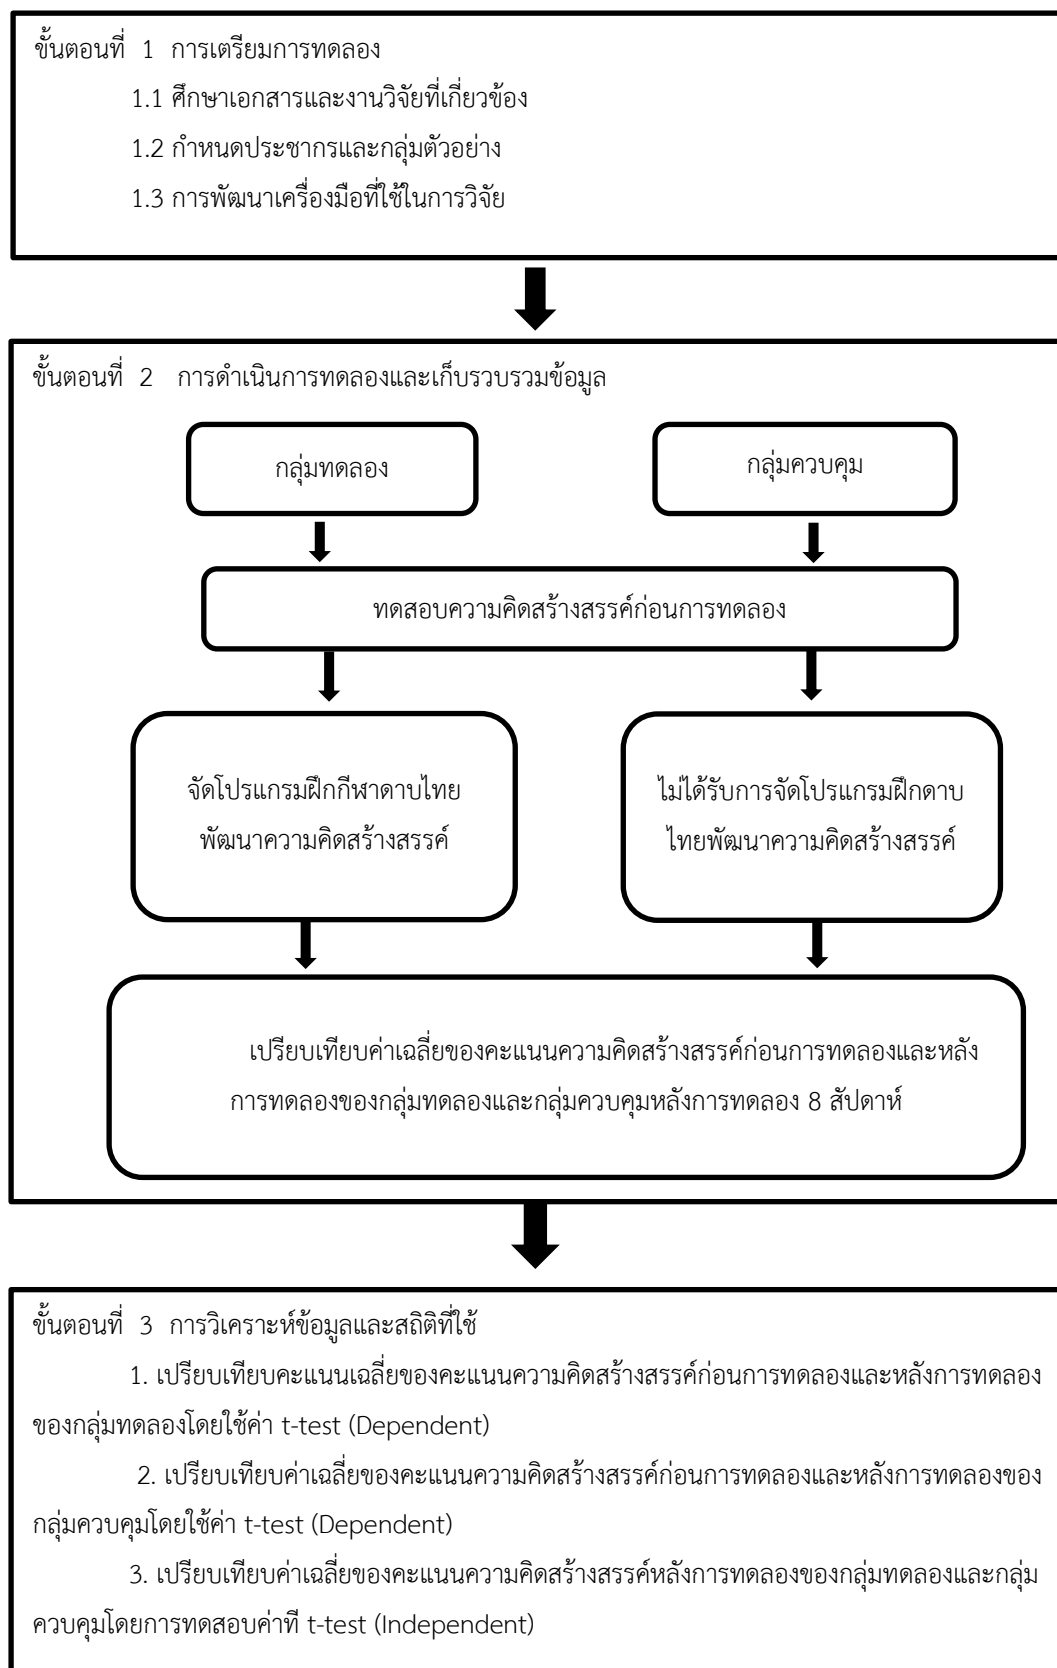 ขั้นตอนที่ 1 การเตรียมการทดลอง
1.1 ศึกษาเอกสารและงานวิจัยที่เกี่ยวข้อง
1.2 กำหนดประชากรและกลุ่มตัวอย่าง
1.3 การพัฒนาเครื่องมือที่ใช้ในการวิจัย
ขั้นตอนที่ 2 การดำเนินการทดลองและเก็บรวบรวมข้อมูล
กลุ่มทดลอง
กลุ่มควบคุม
ทดสอบความคิดสร้างสรรค์ก่อนการทดลอง
จัดโปรแกรมฝึกกีฬาดาบไทย
พัฒนาความคิดสร้างสรรค์
ไม่ได้รับการจัดโปรแกรมฝึกดาบ
ไทยพัฒนาความคิดสร้างสรรค์
เปรียบเทียบค่าเฉลี่ยของคะแนนความคิดสร้างสรรค์ก่อนการทดลองและหลัง
การทดลองของกลุ่มทดลองและกลุ่มควบคุมหลังการทดลอง 8 สัปดาห์
ขั้นตอนที่ 3 การวิเคราะห์ข้อมูลและสถิติที่ใช้
1. เปรียบเทียบคะแนนเฉลี่ยของคะแนนความคิดสร้างสรรค์ก่อนการทดลองและหลังการทดลอง
ของกลุ่มทดลองโดยใช้ค่า t-test (Dependent)
2. เปรียบเทียบค่าเฉลี่ยของคะแนนความคิดสร้างสรรค์ก่อนการทดลองและหลังการทดลองของ
กลุ่มควบคุมโดยใช้ค่า t-test (Dependent)
3. เปรียบเทียบค่าเฉลี่ยของคะแนนความคิดสร้างสรรค์หลังการทดลองของกลุ่มทดลองและกลุ่ม
ควบคุมโดยการทดสอบค่าที t-test (Independent)